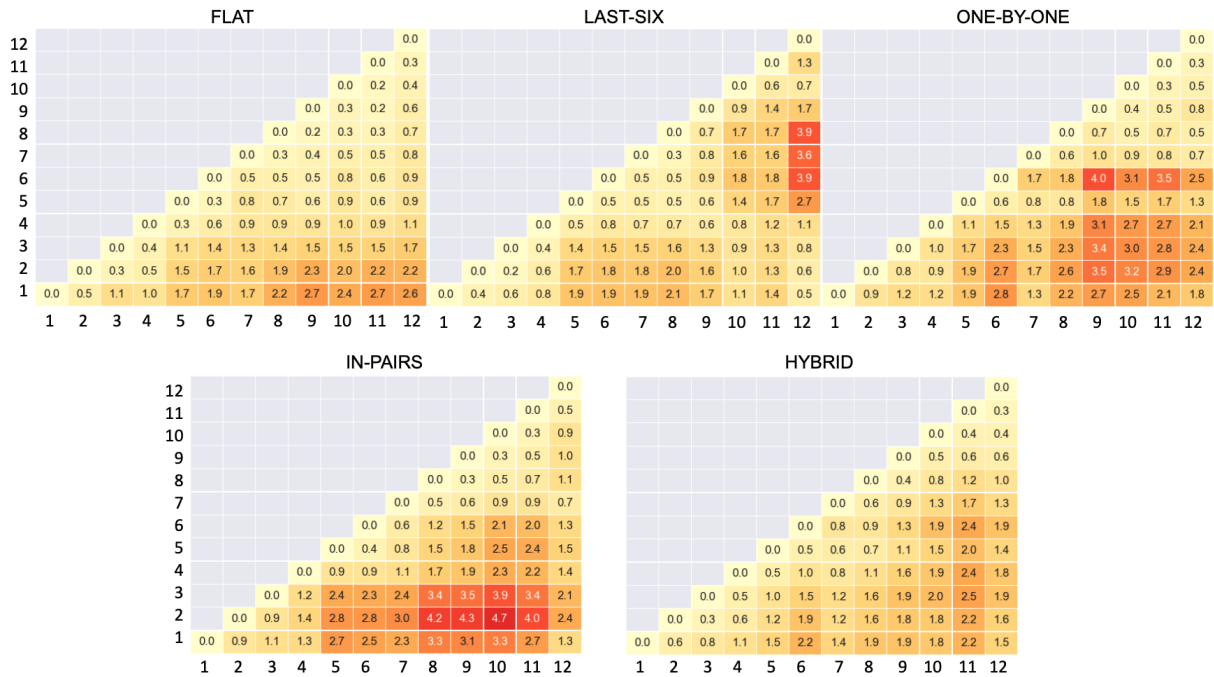 FLAT LAST-SIX ONE-BY-ONE
12 0.0 0.0 0.0
11 0.0 0.3 0.0 1.3 0.0 0.3
10 0.0 0.2 0.4 0.0 0.6 0.7 0.0 0.3 0.5
9 0.0 0.3 0.2 0.6 0.0 0.9 1.4 1.7 0.0 0.4 0.5 0.8
8 0.0 0.2 0.3 0.3 0.7 0.0 0.7 1.7 1.7 3.9 0.0 0.7 0.5 0.7 0.5
7 0.0 0.3 0.4 0.5 0.5 0.8 0.0 0.3 0.8 1.6 1.6 3.6 0.0 0.6 1.0 0.9 0.8 0.7
6 0.0 0.5 0.5 0.5 0.8 0.6 0.9 0.0 0.5 0.5 0.9 1.8 1.8 3.9 0.0 1.7 1.8 4.0 3.1 3.5 2.5
5 0.0 0.3 0.8 0.7 0.6 0.9 0.6 0.9 0.0 0.5 0.5 0.5 0.6 1.4 1.7 2.7 0.0 0.6 0.8 0.8 1.8 1.5 1.7 1.3
4 0.0 0.3 0.6 0.9 0.9 0.9 1.0 0.9 1.1 0.0 0.5 0.8 0.7 0.7 0.6 0.8 1.2 1.1 0.0 1.1 1.5 1.3 1.9 3.1 2.7 2.7 2.1
3 0.0 0.4 1.1 1.4 1.3 1.4 1.5 1.5 1.5 1.7 0.0 0.4 1.4 1.5 1.5 1.6 1.3 0.9 1.3 0.8 0.0 1.0 1.7 2.3 1.5 2.3 3.4 3.0 2.8 2.4
2 0.0 0.3 0.5 1.5 1.7 1.6 1.9 2.3 2.0 2.2 2.2 0.0 0.2 0.6 1.7 1.8 1.8 2.0 1.6 1.0 1.3 0.6 0.0 0.8 0.9 1.9 2.7 1.7 2.6 3.5 3.2 2.9 2.4
1 0.0 0.5 1.1 1.0 1.7 1.9 1.7 2.2 2.7 2.4 2.7 2.6 0.0 0.4 0.6 0.8 1.9 1.9 1.9 2.1 1.7 1.1 1.4 0.5 0.0 0.9 1.2 1.2 1.9 2.8 1.3 2.2 2.7 2.5 2.1 1.8
1 2 3 4 5 6 7 8 9 10 11 12 1 2 3 4 5 6 7 8 9 10 11 12 1 2 3 4 5 6 7 8 9 10 11 12
IN-PAIRS HYBRID
12 0.0 0.0
11 0.0 0.5 0.0 0.3
10 0.0 0.3 0.9 0.0 0.4 0.4
9 0.0 0.3 0.5 1.0 0.0 0.5 0.6 0.6
8 0.0 0.3 0.5 0.7 1.1 0.0 0.4 0.8 1.2 1.0
7 0.0 0.5 0.6 0.9 0.9 0.7 0.0 0.6 0.9 1.3 1.7 1.3
6 0.0 0.6 1.2 1.5 2.1 2.0 1.3 0.0 0.8 0.9 1.3 1.9 2.4 1.9
5 0.0 0.4 0.8 1.5 1.8 2.5 2.4 1.5 0.0 0.5 0.6 0.7 1.1 1.5 2.0 1.4
4 0.0 0.9 0.9 1.1 1.7 1.9 2.3 2.2 1.4 0.0 0.5 1.0 0.8 1.1 1.6 1.9 2.4 1.8
3 0.0 1.2 2.4 2.3 2.4 3.4 3.5 3.9 3.4 2.1 0.0 0.5 1.0 1.5 1.2 1.6 1.9 2.0 2.5 1.9
2 0.0 0.9 1.4 2.8 2.8 3.0 4.2 4.3 4.7 4.0 2.4 0.0 0.3 0.6 1.2 1.9 1.2 1.6 1.8 1.8 2.2 1.6
1 0.0 0.9 1.1 1.3 2.7 2.5 2.3 3.3 3.1 3.3 2.7 1.3 0.0 0.6 0.8 1.1 1.5 2.2 1.4 1.9 1.9 1.8 2.2 1.5
1 2 3 4 5 6 7 8 9 10 11 12 1 2 3 4 5 6 7 8 9 10 11 12